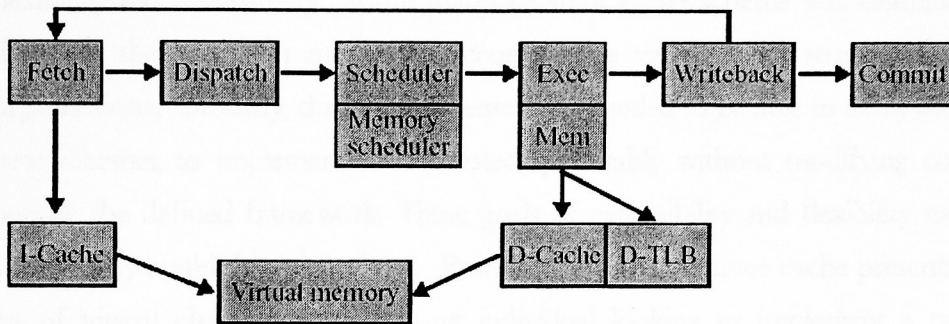 Fetch
Dispatch
Scheduler
Exec
Writeback
Commit
Memory
scheduler
Mem
I-Cache
D-Cache
D-TLB
Virtual memory